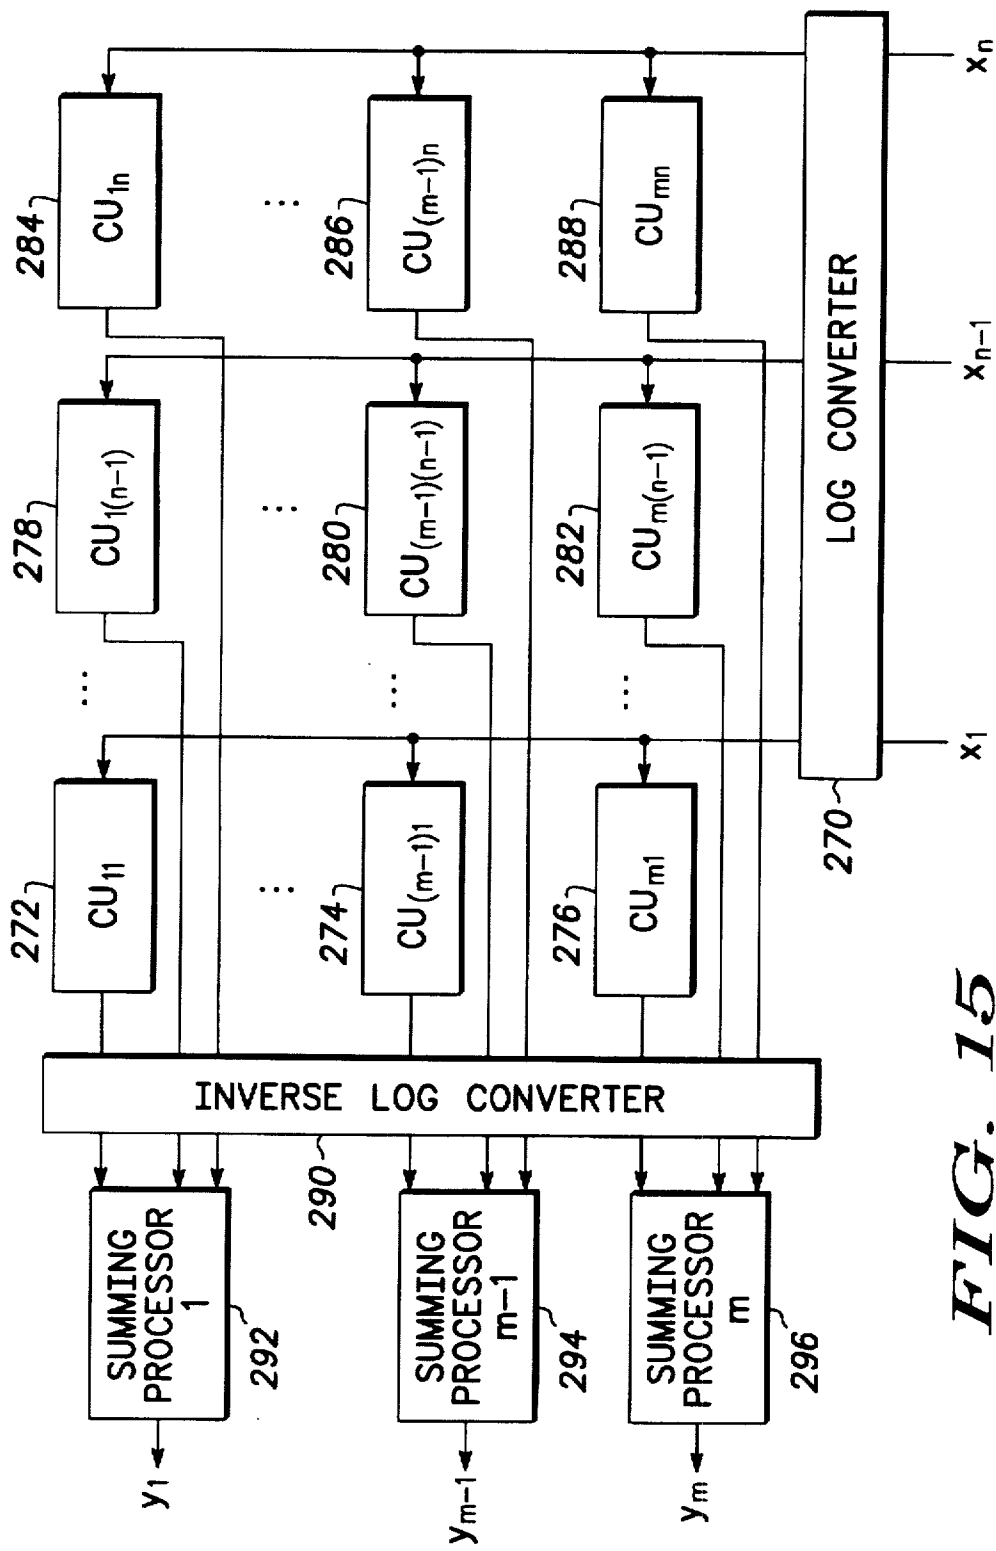 y1
ym-1
ym
SUMMING
PROCESSOR
1
292
SUMMING
PROCESSOR
m-1
294
SUMMING
PROCESSOR
m
296
INVERSE LOG CONVERTER
290
272
CU11
274
CU(m-1)1
276
CUm1
278
CU1(n-1)
280
CU(m-1)(n-1)
282
CUm(n-1)
284
CU1n
286
CU(m-1)n
288
CUmn
...
...
...
...
...
...
LOG CONVERTER
270
x1
xn-1
xn
FIG. 15